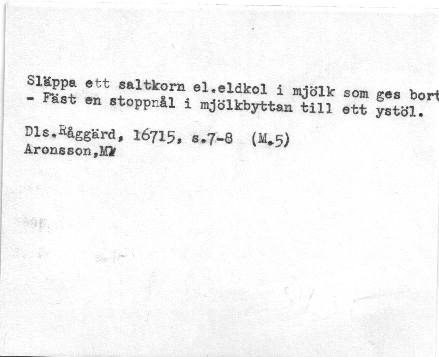 Släppa ett saltkorn el.eldkol i mjölk som ges bort
- Fäst en stoppnål i mjölkbyttan till ett ystöl.
Dls.Råggärd, 16715, s.7-8 (M.5)
Aronsson,